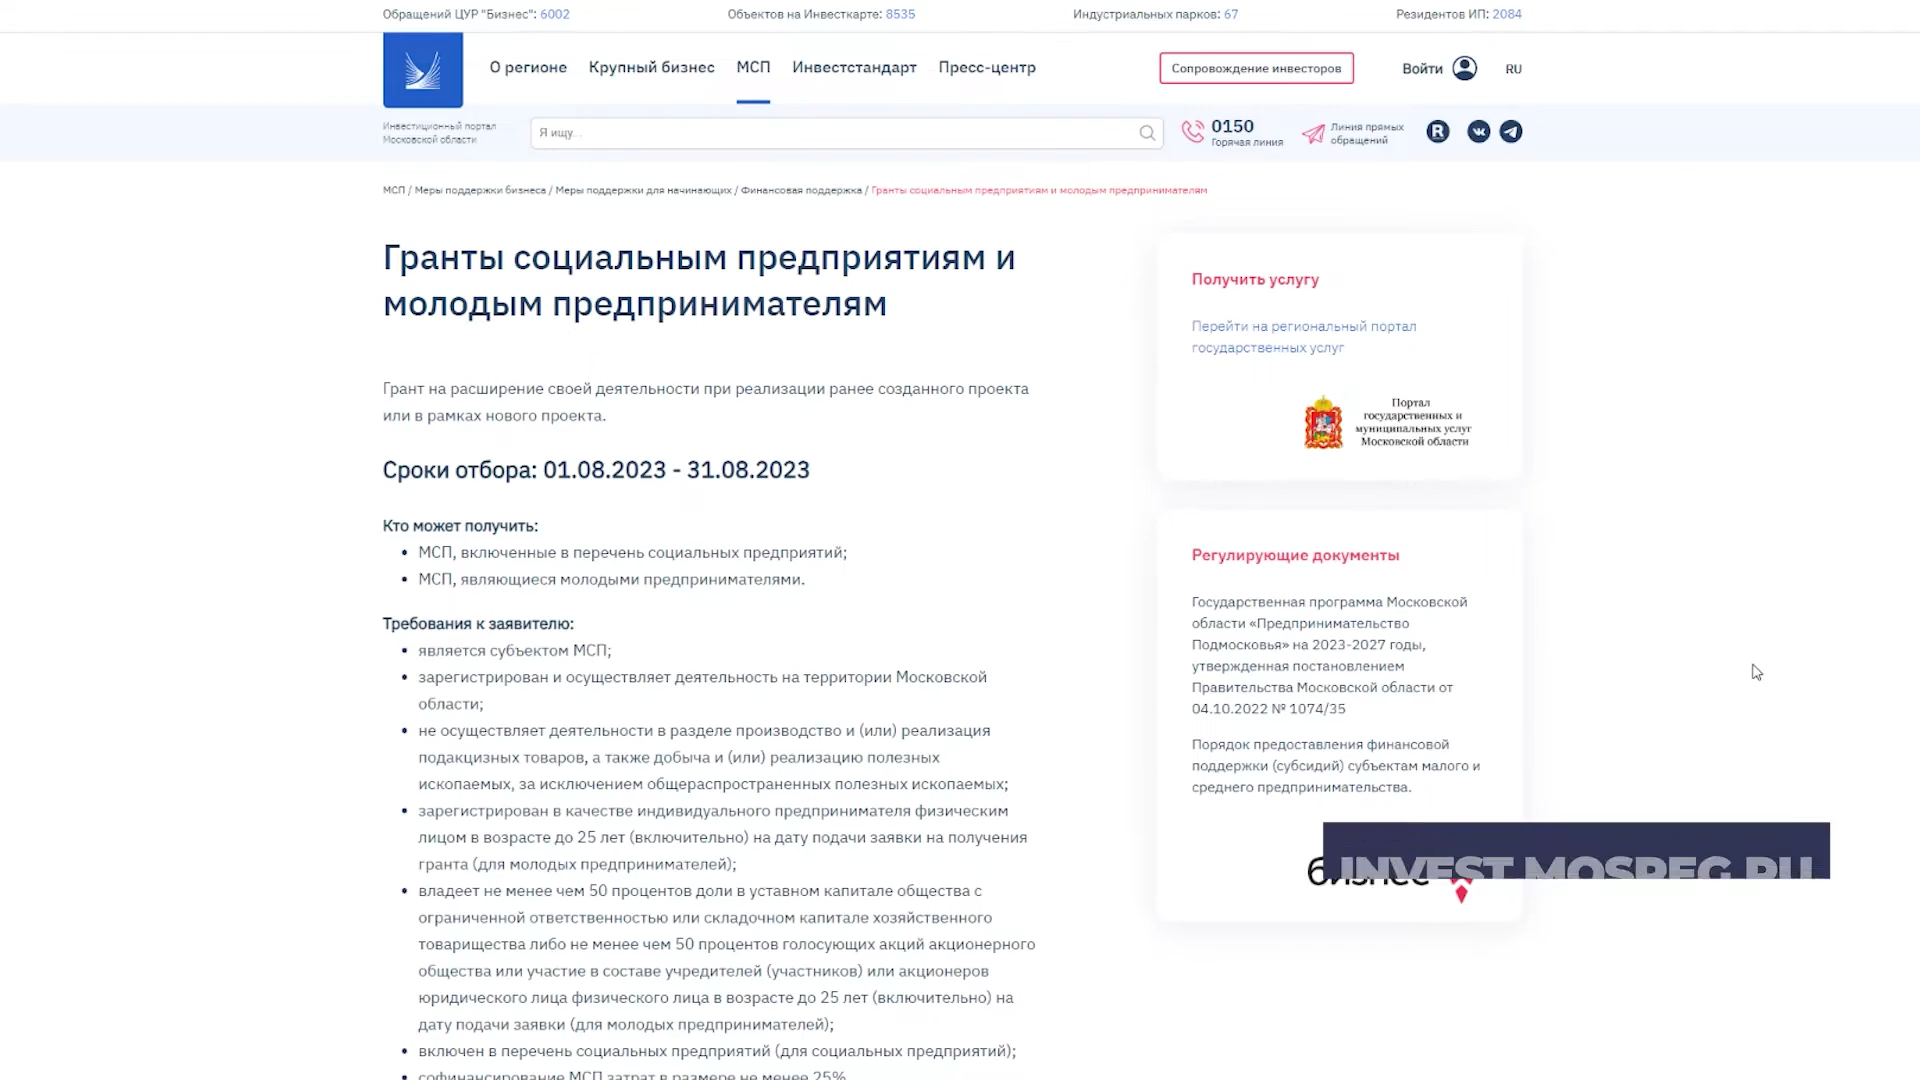 Обращений ЦУР "Бизнес": 6002
Объектов на Инвесткарте: 8535
Индустриальных парков: 67
Резидентов ИП: 2084
О регионе
Крупный бизнес
МСП
Инвестстандарт
Пресс-центр
Сопровождение инвесторов
Войти
RU
Инвестиционный портал
Московской области
Я ищу...
0150
Горячая линия
Линия прямых
обращений
МСП / Меры поддержки бизнеса / Меры поддержки для начинающих / Финансовая поддержка / Гранты социальным предприятиям и молодым предпринимателям
Гранты социальным предприятиям и
молодым предпринимателям
Грант на расширение своей деятельности при реализации ранее созданного проекта
или в рамках нового проекта.
Сроки отбора: 01.08.2023 - 31.08.2023
Кто может получить:
• МСП, включенные в перечень социальных предприятий;
• МСП, являющиеся молодыми предпринимателями.
Требования к заявителю:
• является субъектом МСП;
• зарегистрирован и осуществляет деятельность на территории Московской
области;
• не осуществляет деятельности в разделе производство и (или) реализация
подакцизных товаров, а также добыча и (или) реализацию полезных
ископаемых, за исключением общераспространенных полезных ископаемых;
• зарегистрирован в качестве индивидуального предпринимателя физическим
лицом в возрасте до 25 лет (включительно) на дату подачи заявки на получения
гранта (для молодых предпринимателей);
• владеет не менее чем 50 процентов доли в уставном капитале общества с
ограниченной ответственностью или складочном капитале хозяйственного
товарищества либо не менее чем 50 процентов голосующих акций акционерного
общества или участие в составе учредителей (участников) или акционеров
юридического лица физического лица в возрасте до 25 лет (включительно) на
дату подачи заявки (для молодых предпринимателей);
• включен в перечень социальных предприятий (для социальных предприятий);
• софинансирование МСП затрат в размере не менее 25%
Получить услугу
Перейти на региональный портал
государственных услуг
Портал
государственных и
муниципальных услуг
Московской области
Регулирующие документы
Государственная программа Московской
области «Предпринимательство
Подмосковья» на 2023-2027 годы,
утвержденная постановлением
Правительства Московской области от
04.10.2022 № 1074/35
Порядок предоставления финансовой
поддержки (субсидий) субъектам малого и
среднего предпринимательства.
бизнес
INVEST.MOSREG.RU